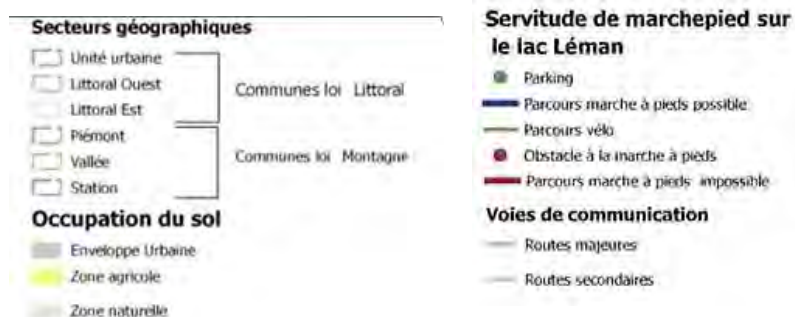 Secteurs géographiques
Unité urbaine
Littoral Ouest
Littoral Est
Communes loi Littoral
Piémont
Vallée
Station
Communes loi Montagne
Occupation du sol
Enveloppe Urbaine
Zone agricole
Zone naturelle
Servitude de marchepied sur
le lac Léman
Parking
Parcours marche à pieds possible
Parcours vélo
Obstacle à la marche à pieds
Parcours marche à pieds impossible
Voies de communication
Routes majeures
Routes secondaires